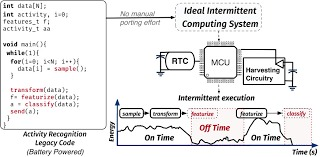 int data[N];
int activity, i=0;
features_t f;
activity_t aa
void main(){
while(1){
for(i=0; i<N; i++){
data[i] = sample();
}
transform(data);
f= featurize(data);
a = classify(data);
send(a);
}
Activity Recognition
Legacy Code
(Battery Powered)
No manual
porting effort
Ideal Intermittent
Computing System
RTC
MCU
Harvesting
Circuitry
Intermittent execution
sample
transform
featurize
featurize
classify
On Time
Off Time
On Time
Energy
Time (s)